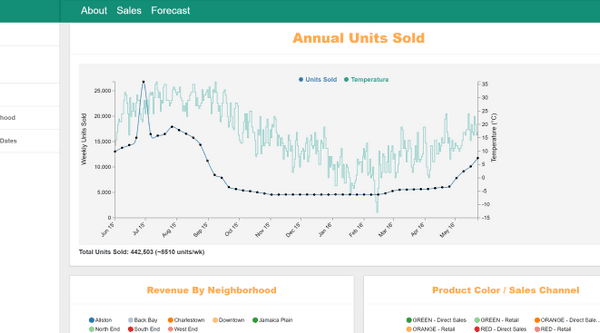 About Sales Forecast
Annual Units Sold
hood
Dates
Units Sold Temperature
Weekly Units Sold
25,000
20,000
15,000
10,000
5,000
0
35
30
25
20
15
10
5
0
-5
-10
-15
Temperature (°C)
Jun 15' Jul 15' Aug 15' Sep 15' Oct 15' Nov 15' Dec 15' Jan 16' Feb 16' Mar 16' Apr 16' May 16'
Total Units Sold: 442,503 (~8510 units/wk)
Revenue By Neighborhood
Product Color / Sales Channel
Allston Back Bay Charlestown Downtown Jamaica Plain
North End South End West End
GREEN - Direct Sales GREEN - Retail ORANGE - Direct Sales
ORANGE - Retail RED - Direct Sales RED - Retail